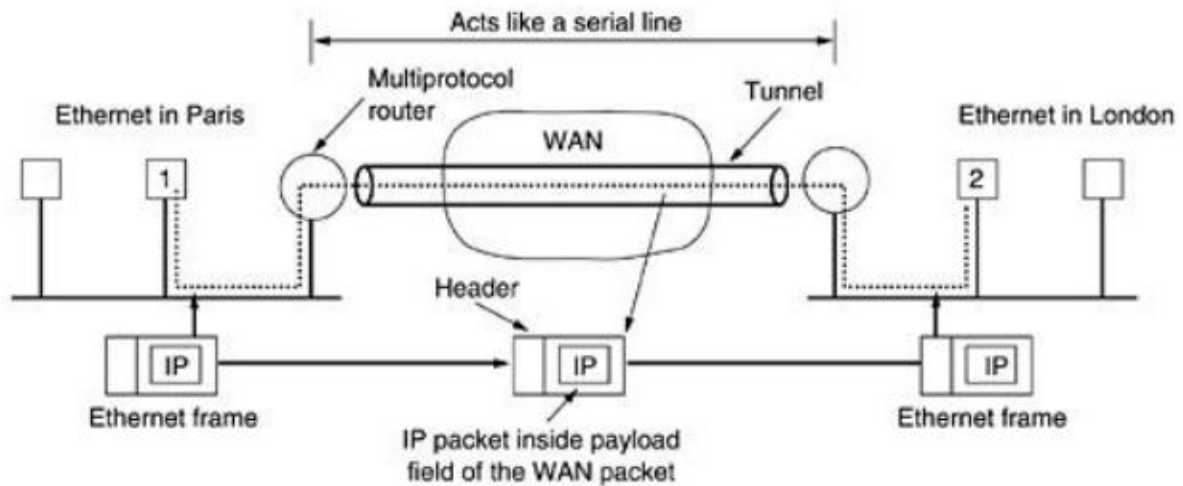 Acts like a serial line
Multiprotocol
router
Tunnel
Ethernet in Paris
Ethernet in London
WAN
1
2
Header
IP
IP
IP
Ethernet frame
Ethernet frame
IP packet inside payload
field of the WAN packet